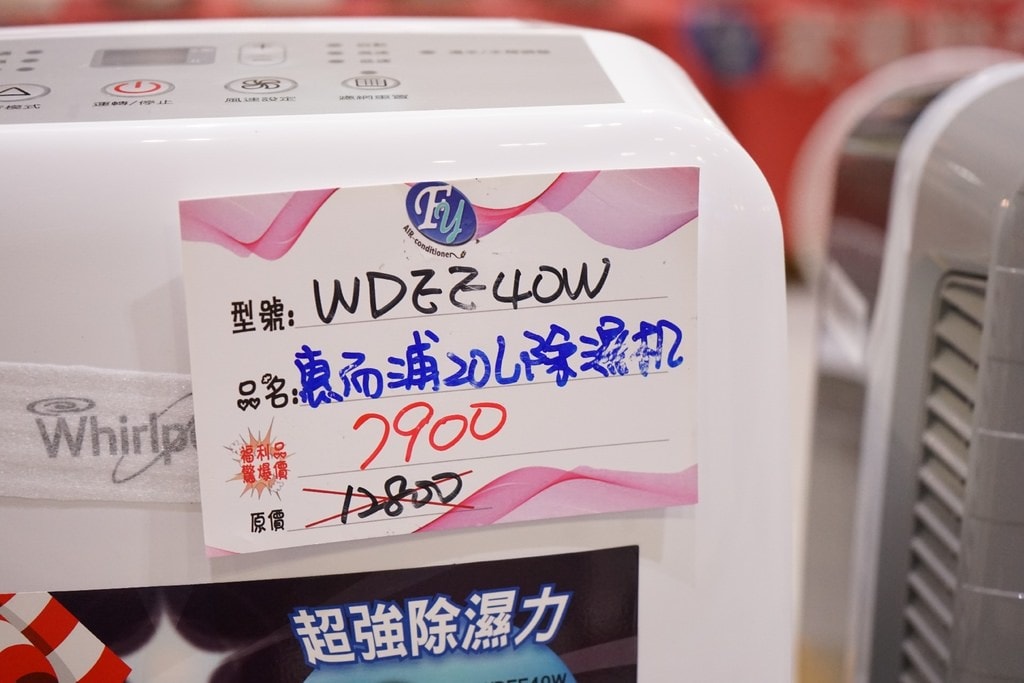 運轉/停止
風速設定
Fy
AIR-conditioner
型號: WDEE40W
品名: 惠而浦20L除濕机
福利品
驚爆價
7900
原價 12800
Whirlp
超強除濕力